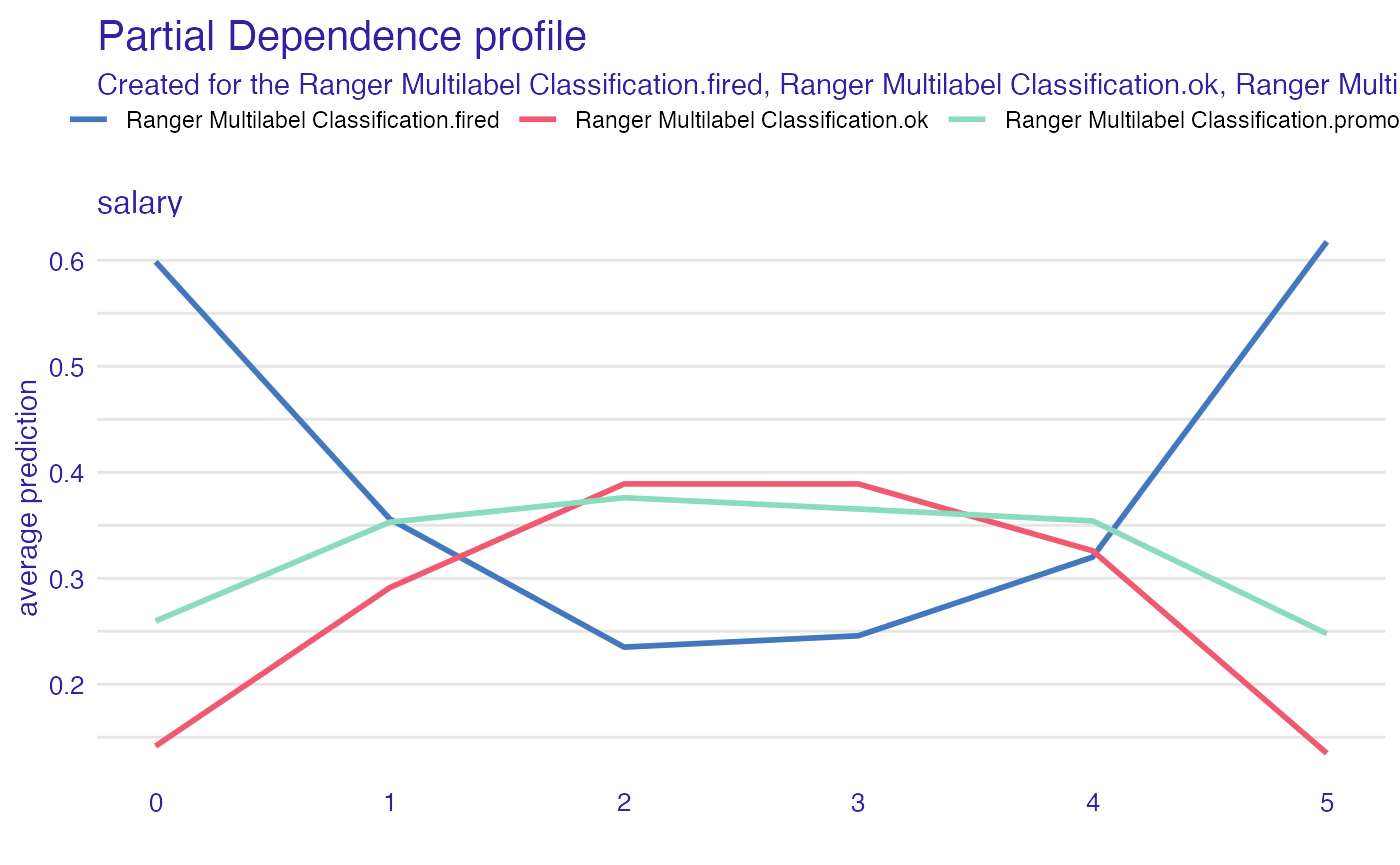 Partial Dependence profile
Created for the Ranger Multilabel Classification.fired, Ranger Multilabel Classification.ok, Ranger Multi
Ranger Multilabel Classification.fired Ranger Multilabel Classification.ok Ranger Multilabel Classification.promo
salary
0.6
0.5
0.4
0.3
0.2
average prediction
0 1 2 3 4 5